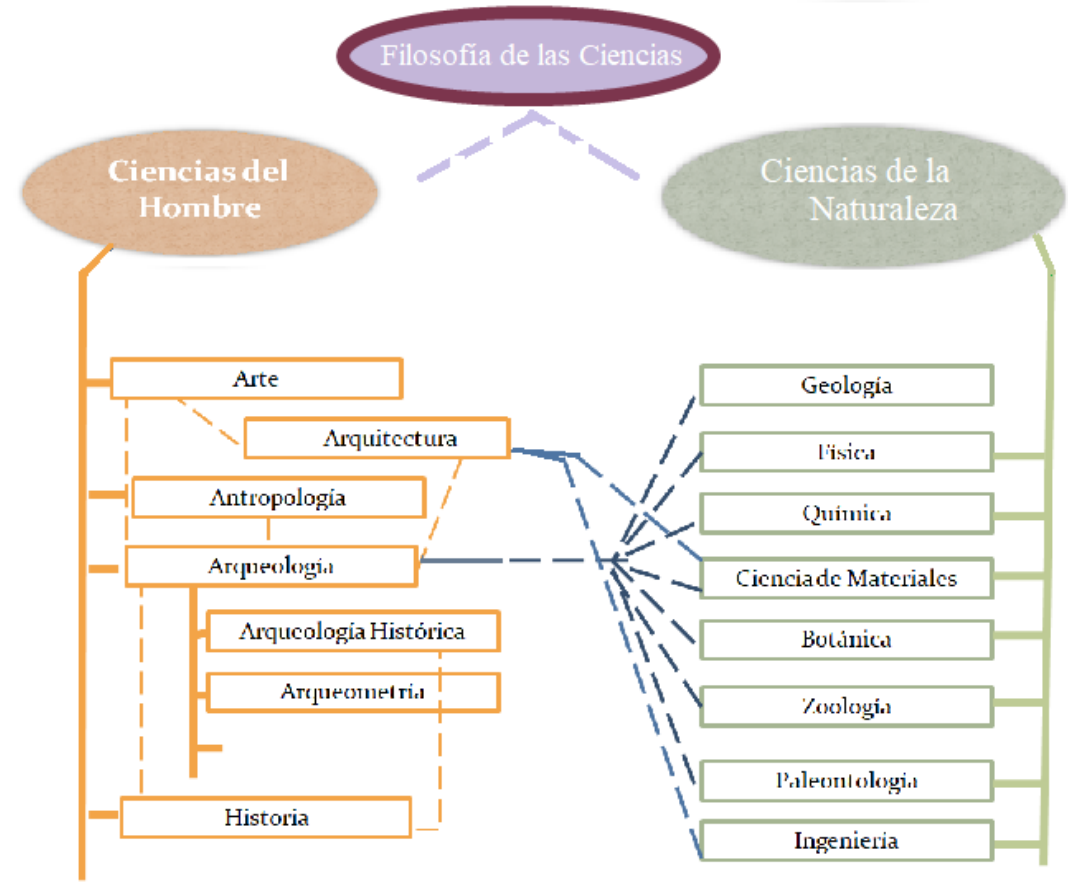 Filosofía de las Ciencias
Ciencias del
Hombre
Ciencias de la
Naturaleza
Arte
Arquitectura
Antropología
Arqueología
Arqueología Histórica
Arqueometría
Historia
Geología
Física
Química
Ciencia de Materiales
Botánica
Zoología
Paleontología
Ingeniería